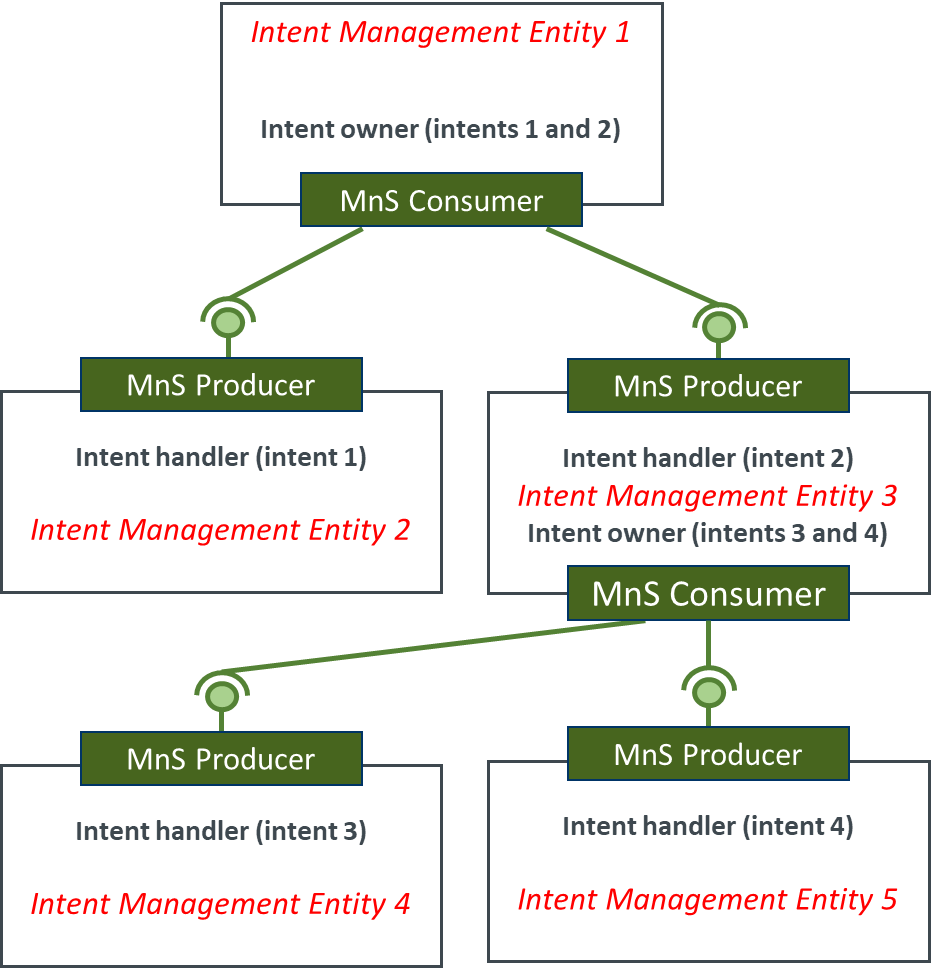 Intent Management Entity 1
Intent owner (intents 1 and 2)
MnS Consumer
MnS Producer
Intent handler (intent 1)
Intent Management Entity 2
MnS Producer
Intent handler (intent 2)
Intent Management Entity 3
Intent owner (intents 3 and 4)
MnS Consumer
MnS Producer
Intent handler (intent 3)
Intent Management Entity 4
MnS Producer
Intent handler (intent 4)
Intent Management Entity 5